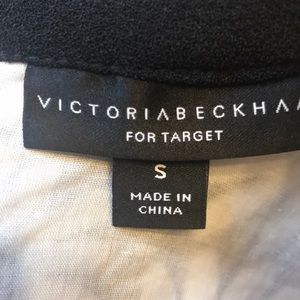 VICTORIABECKHA
FOR TARGET
S
MADE IN
CHINA